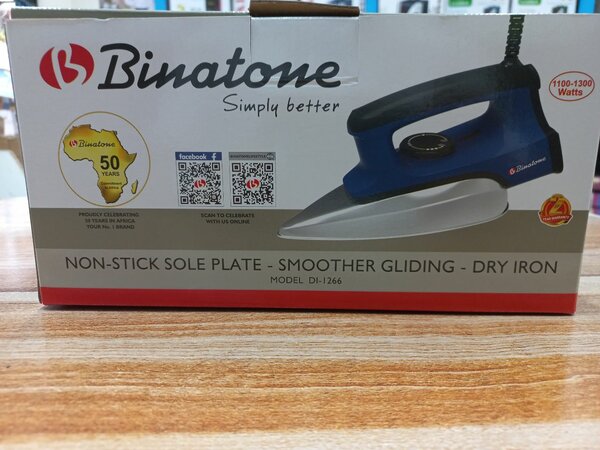 Binatone
Simply better
1100-1300
Watts
Binatone
50
YEARS
PROUDLY CELEBRATING
50 YEARS IN AFRICA
YOUR No. 1 BRAND
facebook f
SCAN TO CELEBRATE
WITH US ONLINE
Binatone
2
NON-STICK SOLE PLATE - SMOOTHER GLIDING - DRY IRON
MODEL DI-1266